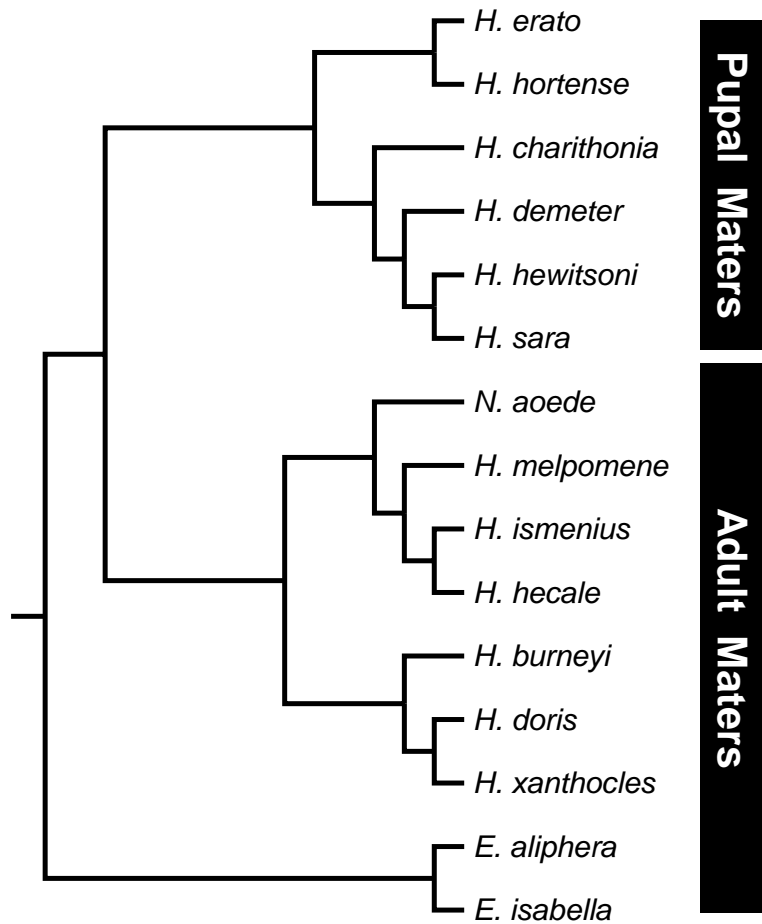 H. erato
H. hortense
H. charithonia
H. demeter
H. hewitsoni
H. sara
N. aoede
H. melpomene
H. ismenius
H. hecale
H. burneyi
H. doris
H. xanthocles
E. aliphera
E. isabella
Pupal Maters
Adult Maters